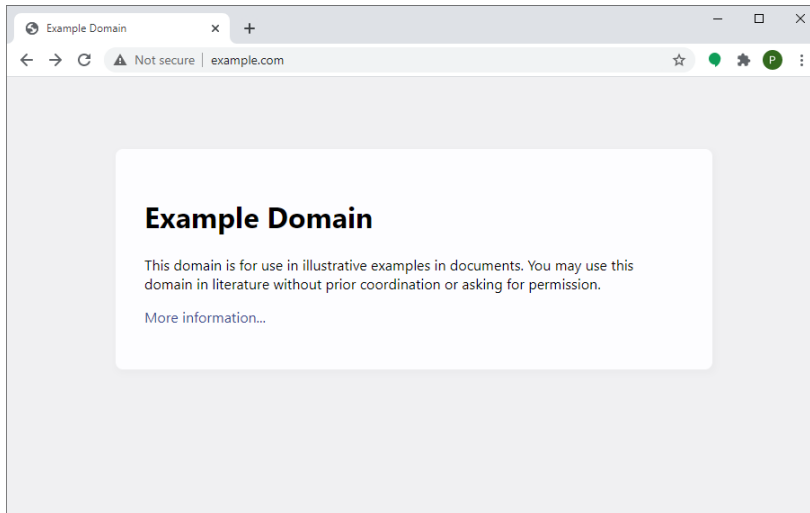 Example Domain
Not secure
example.com
P
Example Domain
This domain is for use in illustrative examples in documents. You may use this
domain in literature without prior coordination or asking for permission.
More information...